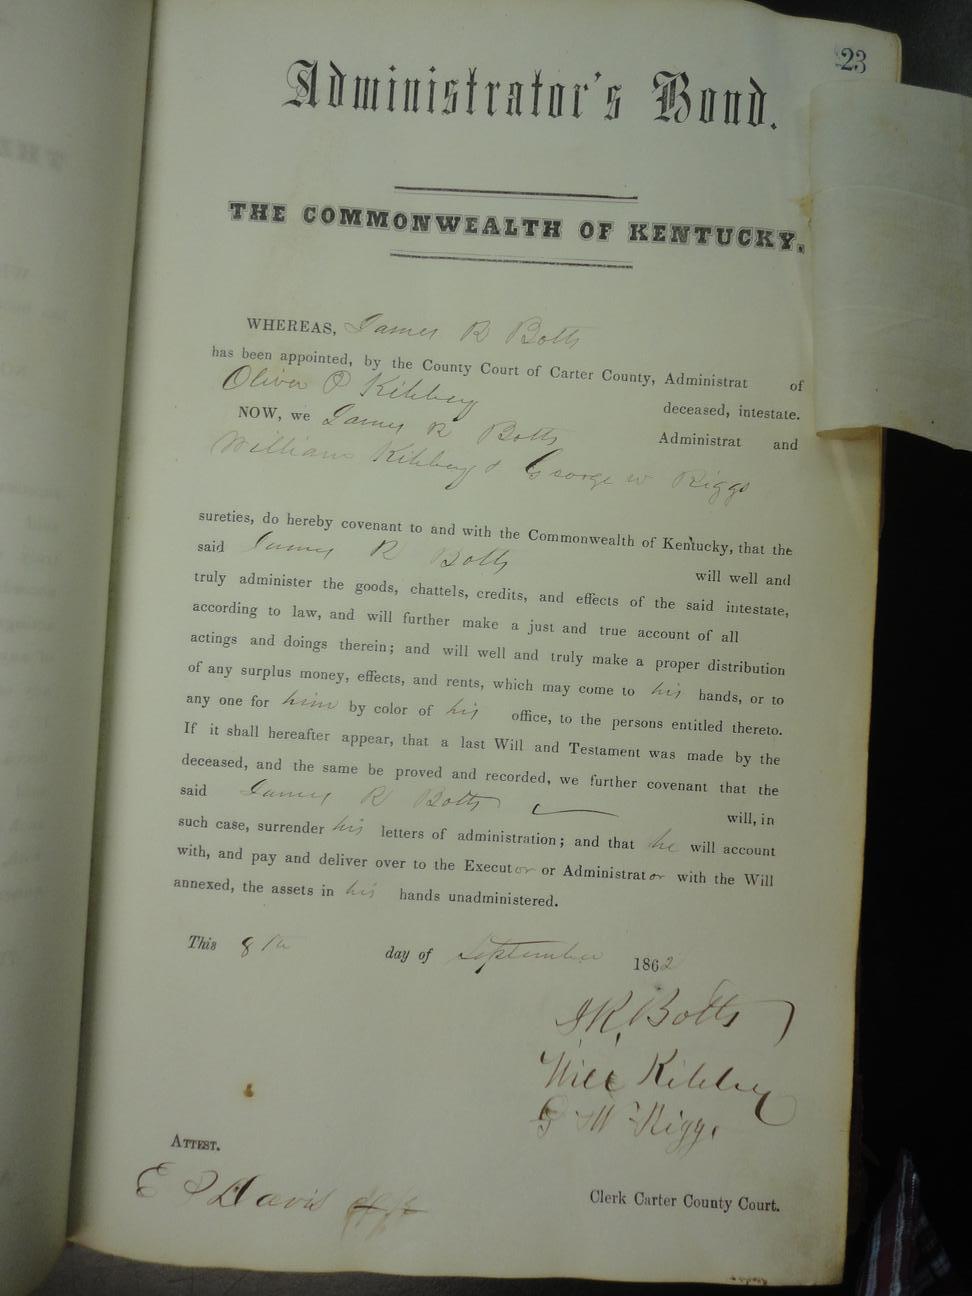 23
Administrator's Bond.
THE COMMONWEALTH OF KENTUCKY,
WHEREAS, James R Botts
has been appointed, by the County Court of Carter County, Administrat of
Oliver P Kibbey deceased, intestate.
NOW, we James R Botts Administrat and
William Kibbey & George W Riggs
sureties, do hereby covenant to and with the Commonwealth of Kentucky, that the
said James R Botts will well and
truly administer the goods, chattels, credits, and effects of the said intestate,
according to law, and will further make a just and true account of all
actings and doings therein; and will well and truly make a proper distribution
of any surplus money, effects, and rents, which may come to his hands, or to
any one for him by color of his office, to the persons entitled thereto.
If it shall hereafter appear, that a last Will and Testament was made by the
deceased, and the same be proved and recorded, we further covenant that the
said James R Botts will, in
such case, surrender his letters of administration; and that he will account
with, and pay and deliver over to the Executor or Administrator with the Will
annexed, the assets in his hands unadministered.
This 8th day of September 1862
J R Botts
Will Kibbey
G W Riggs
ATTEST.
E P Davis
Clerk Carter County Court.